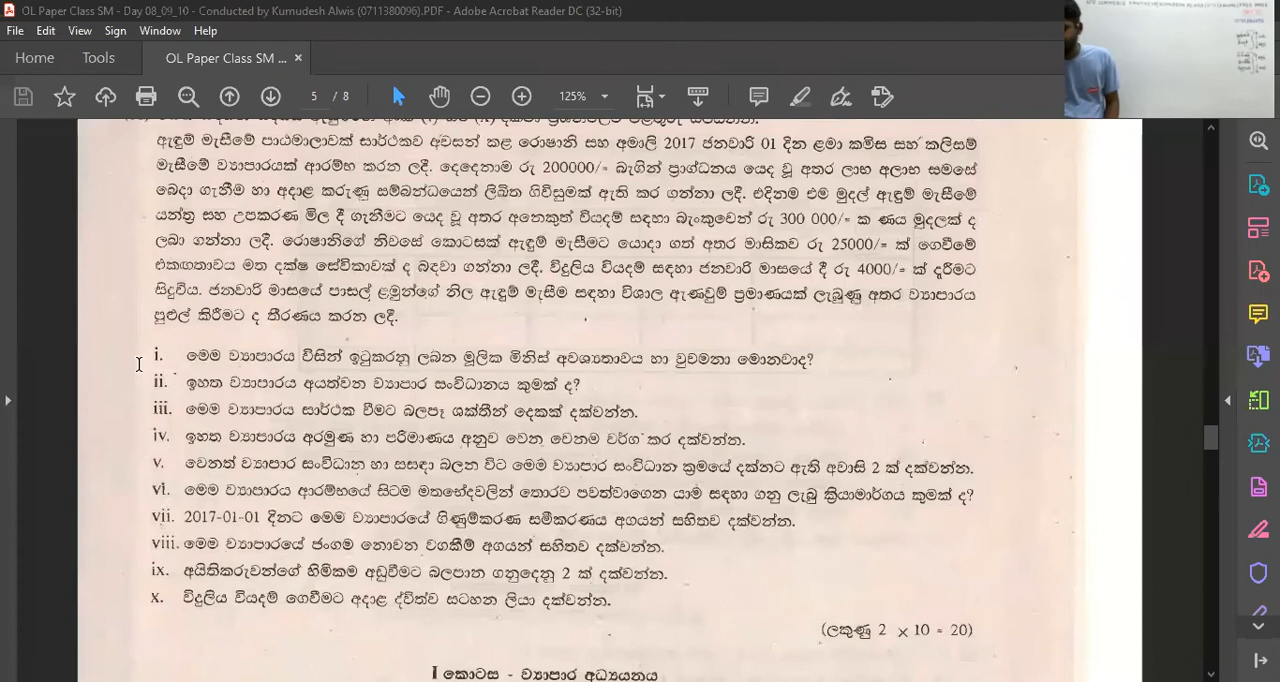 OL Paper Class SM - Day 08_09_10 - Conducted by Kumudesh Alwis (0711380096).PDF - Adobe Acrobat Reader DC (32-bit)
File Edit View Sign Window Help
Home Tools OL Paper Class SM ... ×
5 / 8 125%
ඇඳුම් මැසීමේ පාඨමාලාවක් සාර්ථකව අවසන් කළ රොෂානි සහ අමාලි 2017 ජනවාරි 01 දින ළමා කමිස සහ කලිසම්
මැසීමේ ව්‍යාපාරයක් ආරම්භ කරන ලදී. දෙදෙනාම රු 200000/= බැගින් ප්‍රාග්ධනය යෙද වූ අතර ලාභ අලාභ සමසේ
බෙදා ගැනීම හා අදාළ කරුණු සම්බන්ධයෙන් ලිඛිත ගිවිසුමක් ඇති කර ගන්නා ලදී. එදිනම එම මුදල් ඇඳුම් මැසීමේ
යන්ත්‍ර සහ උපකරණ මිල දී ගැනීමට යෙද වූ අතර අනෙකුත් වියදම් සඳහා බැංකුවෙන් රු 300 000/= ක ණය මුදලක් ද
ලබා ගන්නා ලදී. රොෂානිගේ නිවසේ කොටසක් ඇඳුම් මැසීමට යොදා ගත් අතර මාසිකව රු 25000/= ක් ගෙවීමේ
එකඟතාවය මත දක්ෂ සේවිකාවක් ද බඳවා ගන්නා ලදී. විදුලිය වියදම් සඳහා ජනවාරි මාසයේ දී රු 4000/= ක් දැරීමට
සිදුවිය. ජනවාරි මාසයේ පාසල් ළමුන්ගේ නිල ඇඳුම් මැසීම සඳහා විශාල ඇණවුම් ප්‍රමාණයක් ලැබුණු අතර ව්‍යාපාරය
පුළුල් කිරීමට ද තීරණය කරන ලදී.
i. මෙම ව්‍යාපාරය විසින් ඉටුකරනු ලබන මූලික මිනිස් අවශ්‍යතාවය හා වුවමනා මොනවාද?
ii. ඉහත ව්‍යාපාරය අයත්වන ව්‍යාපාර සංවිධානය කුමක් ද?
iii. මෙම ව්‍යාපාරය සාර්ථක වීමට බලපෑ ශක්තීන් දෙකක් දක්වන්න.
iv. ඉහත ව්‍යාපාරය අරමුණ හා පරිමාණය අනුව වෙන වෙනම වර්ග කර දක්වන්න.
v. වෙනත් ව්‍යාපාර සංවිධාන හා සසඳා බලන විට මෙම ව්‍යාපාර සංවිධාන ක්‍රමයේ දක්නට ඇති අවාසි 2 ක් දක්වන්න.
vi. මෙම ව්‍යාපාරය ආරම්භයේ සිටම මතභේදවලින් තොරව පවත්වාගෙන යාම සඳහා ගනු ලැබූ ක්‍රියාමාර්ගය කුමක් ද?
vii. 2017-01-01 දිනට මෙම ව්‍යාපාරයේ ගිණුම්කරණ සමීකරණය අගයන් සහිතව දක්වන්න.
viii. මෙම ව්‍යාපාරයේ ජංගම නොවන වගකීම් අගයන් සහිතව දක්වන්න.
ix. අයිතිකරුවන්ගේ හිමිකම අඩුවීමට බලපාන ගනුදෙනු 2 ක් දක්වන්න.
x. විදුලිය වියදම් ගෙවීමට අදාළ ද්විත්ව සටහන ලියා දක්වන්න.
(ලකුණු 2 × 10 = 20)
I කොටස - ව්‍යාපාර අධ්‍යයනය